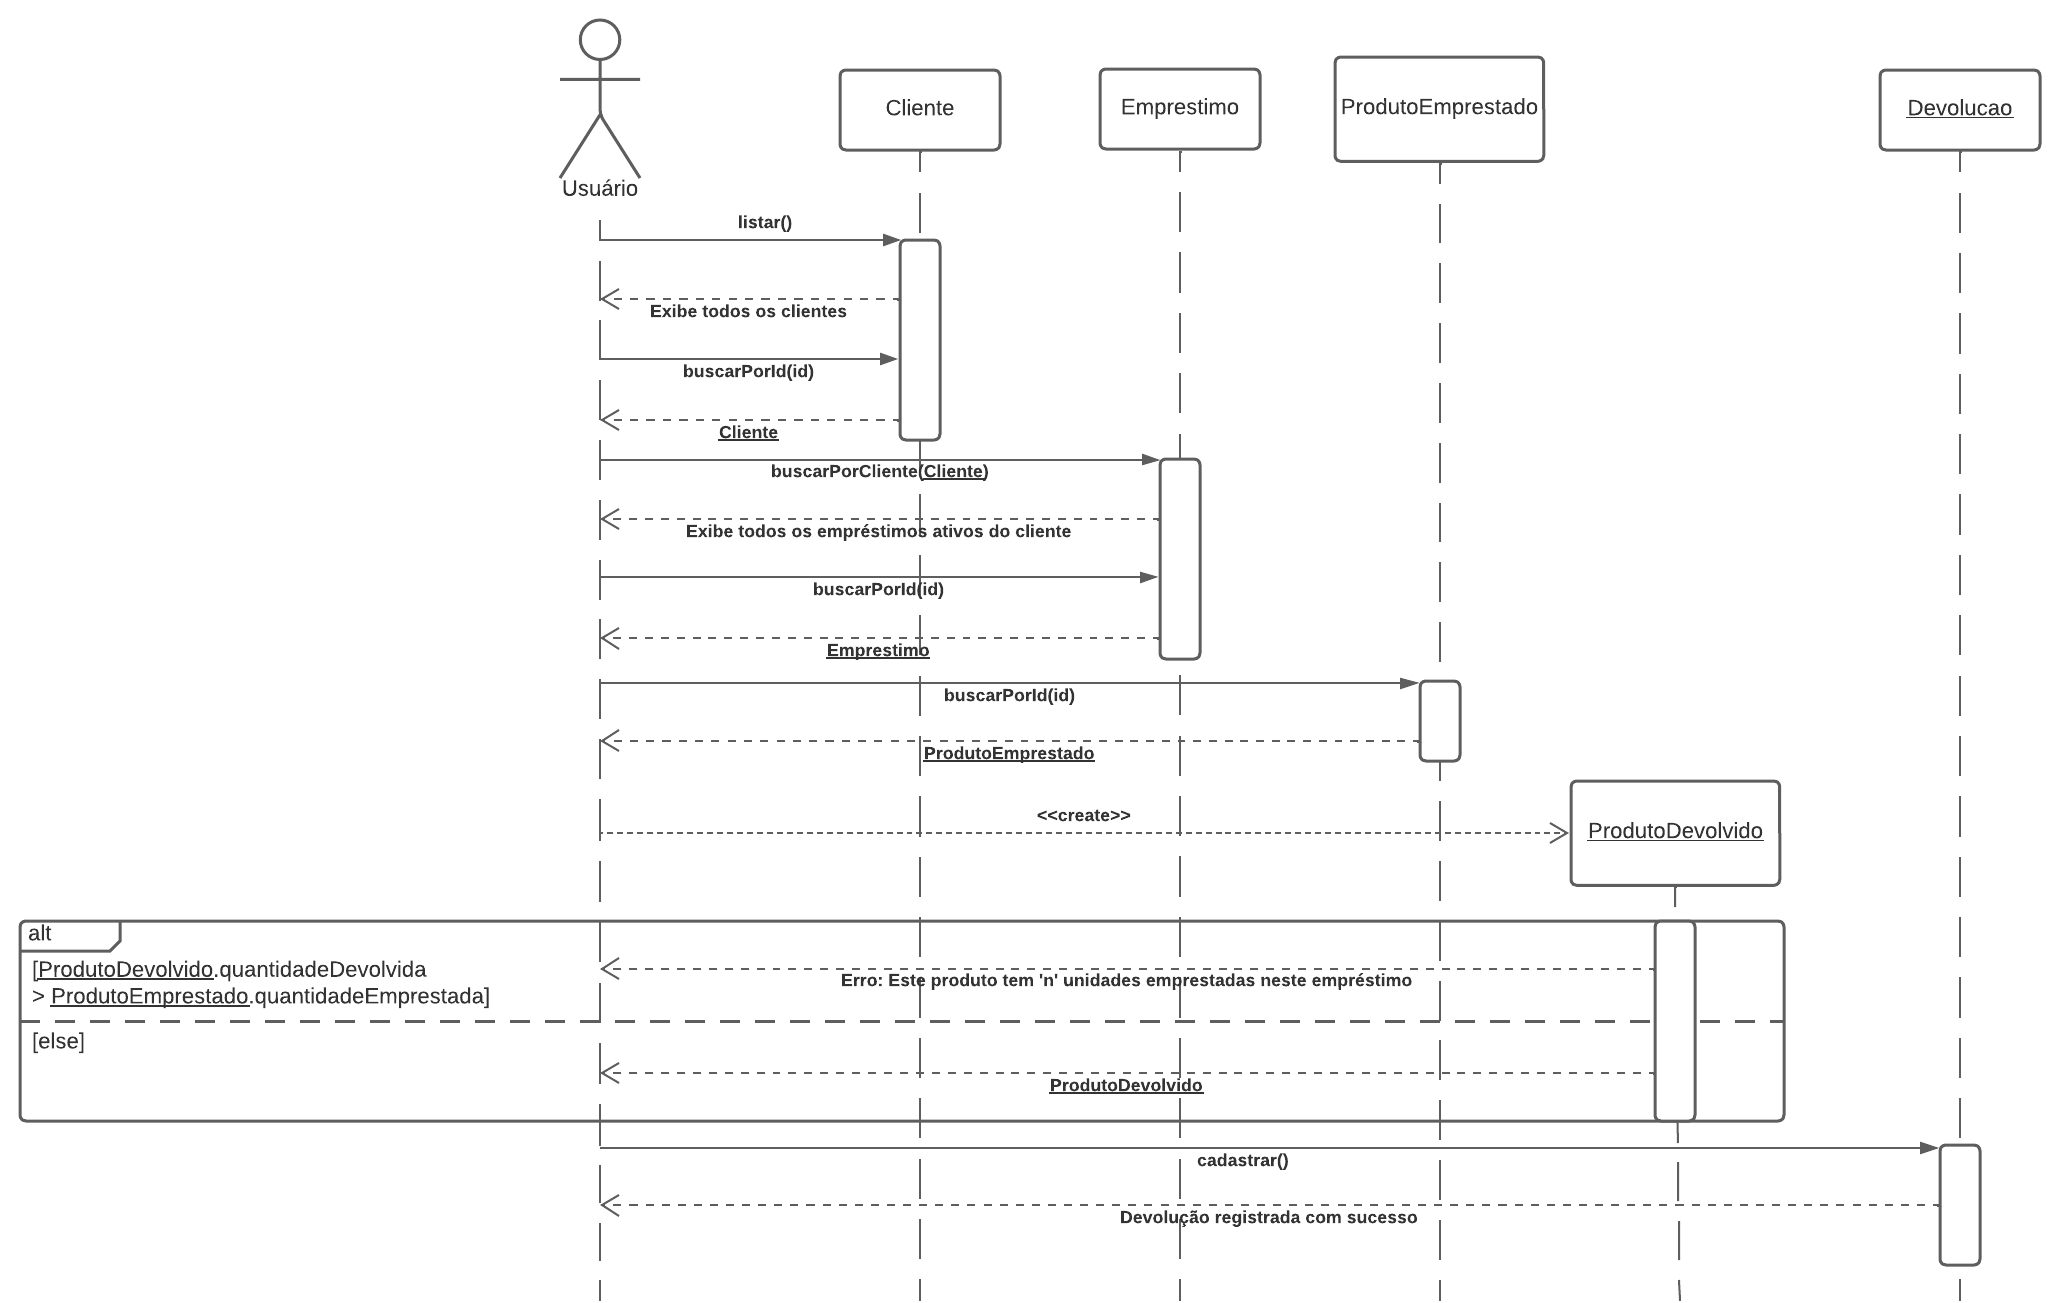 Usuário
Cliente
Emprestimo
ProdutoEmprestado
Devolucao
listar()
Exibe todos os clientes
buscarPorId(id)
Cliente
buscarPorCliente(Cliente)
Exibe todos os empréstimos ativos do cliente
buscarPorId(id)
Emprestimo
buscarPorId(id)
ProdutoEmprestado
<<create>>
ProdutoDevolvido
alt
[ProdutoDevolvido.quantidadeDevolvida
> ProdutoEmprestado.quantidadeEmprestada]
Erro: Este produto tem 'n' unidades emprestadas neste empréstimo
[else]
ProdutoDevolvido
cadastrar()
Devolução registrada com sucesso